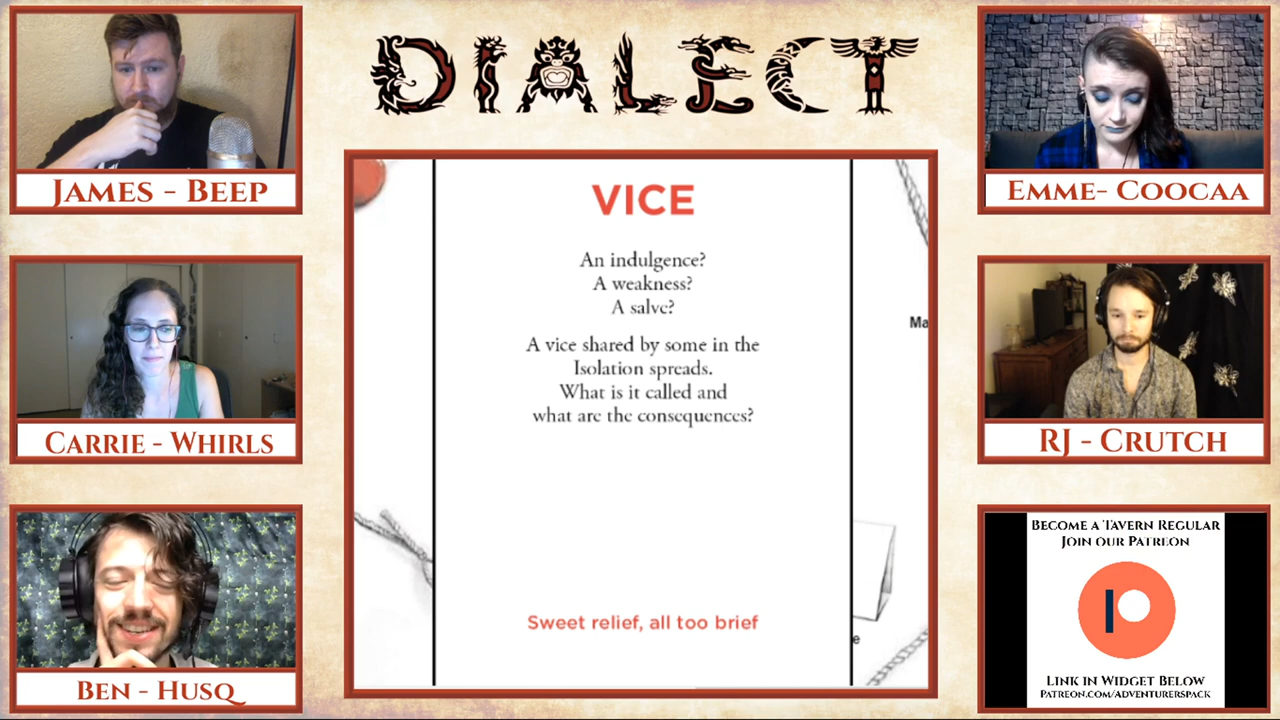 DIALECT
JAMES - BEEP
CARRIE - WHIRLS
BEN - HUSQ
VICE
An indulgence?
A weakness?
A salve?
A vice shared by some in the
Isolation spreads.
What is it called and
what are the consequences?
Sweet relief, all too brief
Ma
e
EMME- COOCAA
RJ - CRUTCH
BECOME A TAVERN REGULAR
JOIN OUR PATREON
LINK IN WIDGET BELOW
PATREON.COM/ADVENTURERSPACK